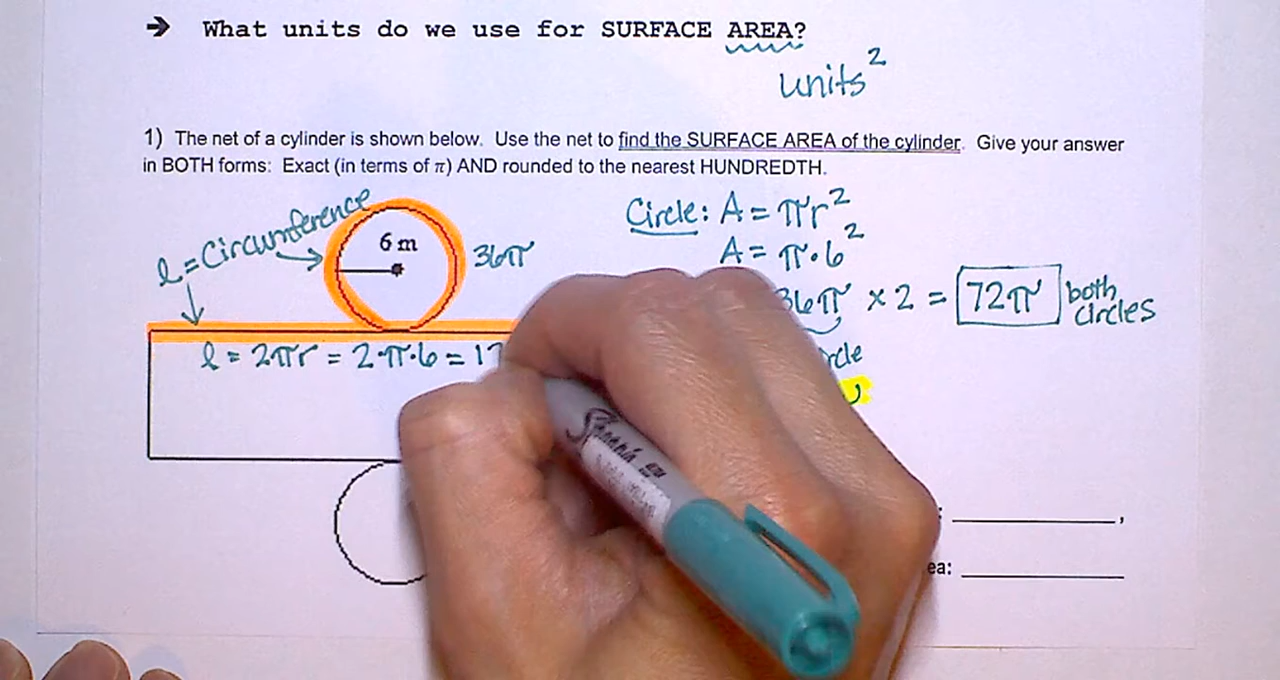 → What units do we use for SURFACE AREA?
units²
1) The net of a cylinder is shown below. Use the net to find the SURFACE AREA of the cylinder. Give your answer
in BOTH forms: Exact (in terms of π) AND rounded to the nearest HUNDREDTH.
l = Circumference
6 m
36π
Circle: A = πr²
A = π·6²
36π × 2 = 72π both circles
l = 2πr = 2·π·6 = 12
Sharpie